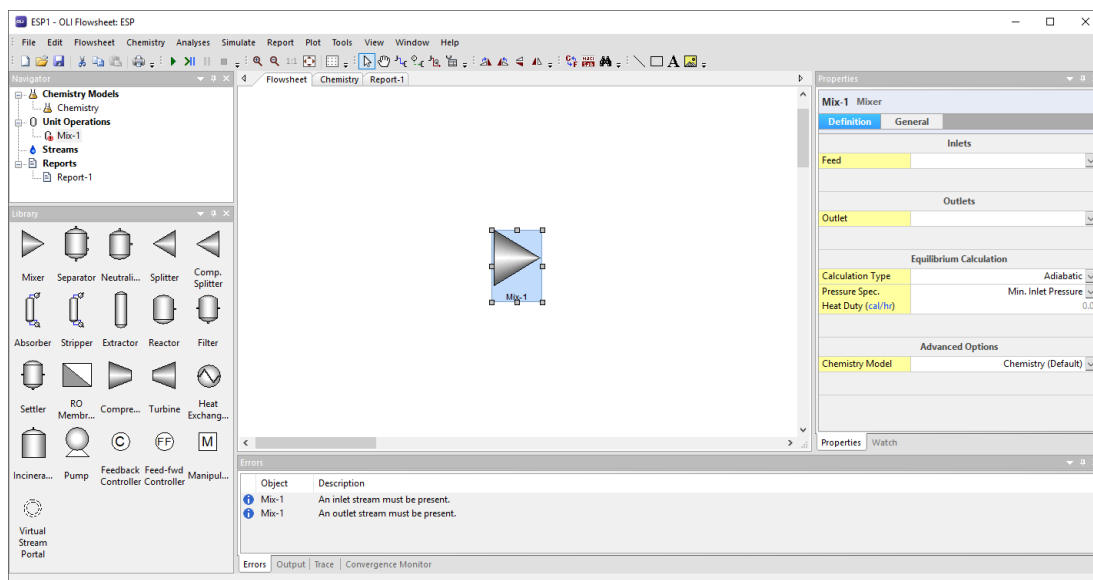 ESP1 - OLI Flowsheet: ESP
File Edit Flowsheet Chemistry Analyses Simulate Report Plot Tools View Window Help
1:1 A
Navigator
Chemistry Models
Chemistry
Unit Operations
Mix-1
Streams
Reports
Report-1
Library
Mixer Separator Neutrali... Splitter Comp. Splitter
Absorber Stripper Extractor Reactor Filter
Settler RO Membr... Compre... Turbine Heat Exchang...
C FF M
Incinera... Pump Feedback Controller Feed-fwd Controller Manipul...
Virtual Stream Portal
Flowsheet Chemistry Report-1
Mix-1
Errors
Object Description
Mix-1 An inlet stream must be present.
Mix-1 An outlet stream must be present.
Errors Output Trace Convergence Monitor
Properties
Mix-1 Mixer
Definition General
Inlets
Feed
Outlets
Outlet
Equilibrium Calculation
Calculation Type Adiabatic
Pressure Spec. Min. Inlet Pressure
Heat Duty (cal/hr) 0.0
Advanced Options
Chemistry Model Chemistry (Default)
Properties Watch